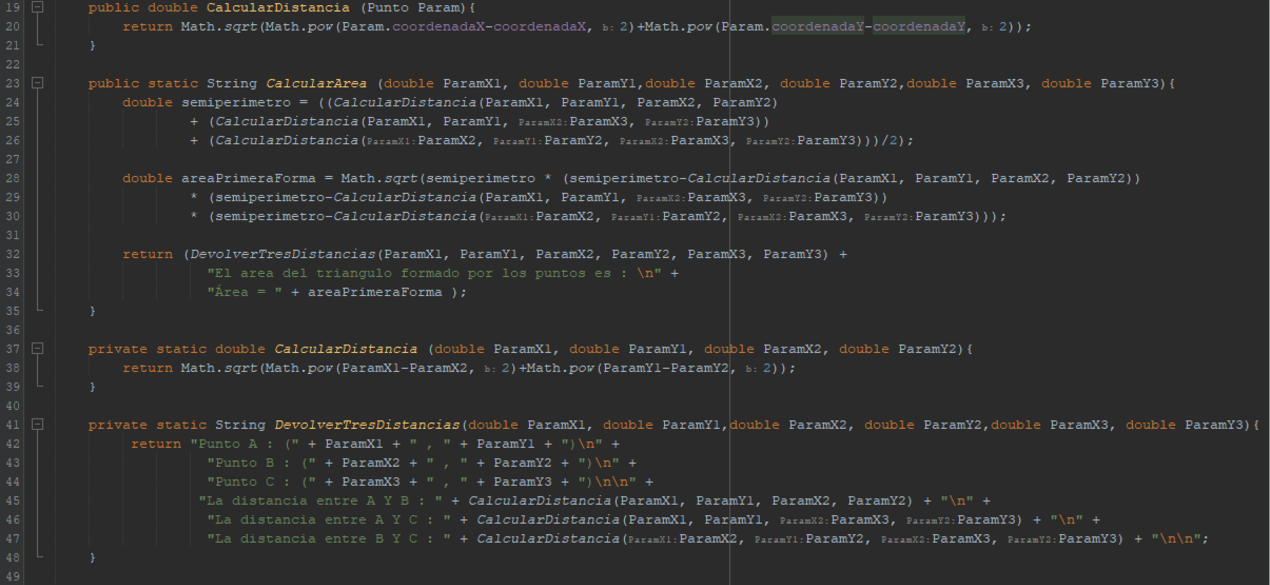 19 public double CalcularDistancia (Punto Param){
20 return Math.sqrt(Math.pow(Param.coordenadaX-coordenadaX, b: 2)+Math.pow(Param.coordenadaY-coordenadaY, b: 2));
21 }
22
23 public static String CalcularArea (double ParamX1, double ParamY1,double ParamX2, double ParamY2,double ParamX3, double ParamY3){
24 double semiperimetro = ((CalcularDistancia(ParamX1, ParamY1, ParamX2, ParamY2)
25 + (CalcularDistancia(ParamX1, ParamY1, ParamX2: ParamX3, ParamY2: ParamY3))
26 + (CalcularDistancia(ParamX1: ParamX2, ParamY1: ParamY2, ParamX2: ParamX3, ParamY2: ParamY3)))/2);
27
28 double areaPrimeraForma = Math.sqrt(semiperimetro * (semiperimetro-CalcularDistancia(ParamX1, ParamY1, ParamX2, ParamY2))
29 * (semiperimetro-CalcularDistancia(ParamX1, ParamY1, ParamX2: ParamX3, ParamY2: ParamY3))
30 * (semiperimetro-CalcularDistancia(ParamX1: ParamX2, ParamY1: ParamY2, ParamX2: ParamX3, ParamY2: ParamY3)));
31
32 return (DevolverTresDistancias(ParamX1, ParamY1, ParamX2, ParamY2, ParamX3, ParamY3) +
33 "El area del triangulo formado por los puntos es : \n" +
34 "Área = " + areaPrimeraForma );
35 }
36
37 private static double CalcularDistancia (double ParamX1, double ParamY1, double ParamX2, double ParamY2){
38 return Math.sqrt(Math.pow(ParamX1-ParamX2, b: 2)+Math.pow(ParamY1-ParamY2, b: 2));
39 }
40
41 private static String DevolverTresDistancias(double ParamX1, double ParamY1,double ParamX2, double ParamY2,double ParamX3, double ParamY3){
42 return "Punto A : (" + ParamX1 + " , " + ParamY1 + ")\n" +
43 "Punto B : (" + ParamX2 + " , " + ParamY2 + ")\n" +
44 "Punto C : (" + ParamX3 + " , " + ParamY3 + ")\n\n" +
45 "La distancia entre A Y B : " + CalcularDistancia(ParamX1, ParamY1, ParamX2, ParamY2) + "\n" +
46 "La distancia entre A Y C : " + CalcularDistancia(ParamX1, ParamY1, ParamX2: ParamX3, ParamY2: ParamY3) + "\n" +
47 "La distancia entre B Y C : " + CalcularDistancia(ParamX1: ParamX2, ParamY1: ParamY2, ParamX2: ParamX3, ParamY2: ParamY3) + "\n\n";
48 }
49